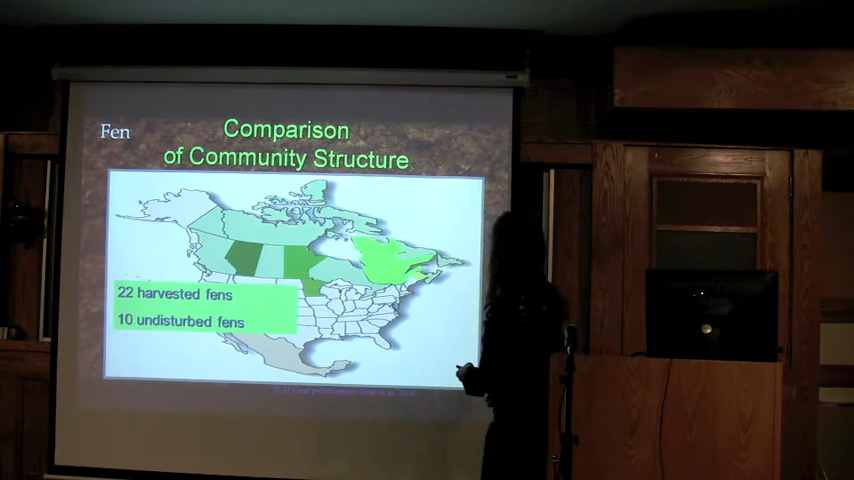 Fen
Comparison
of Community Structure
22 harvested fens
10 undisturbed fens